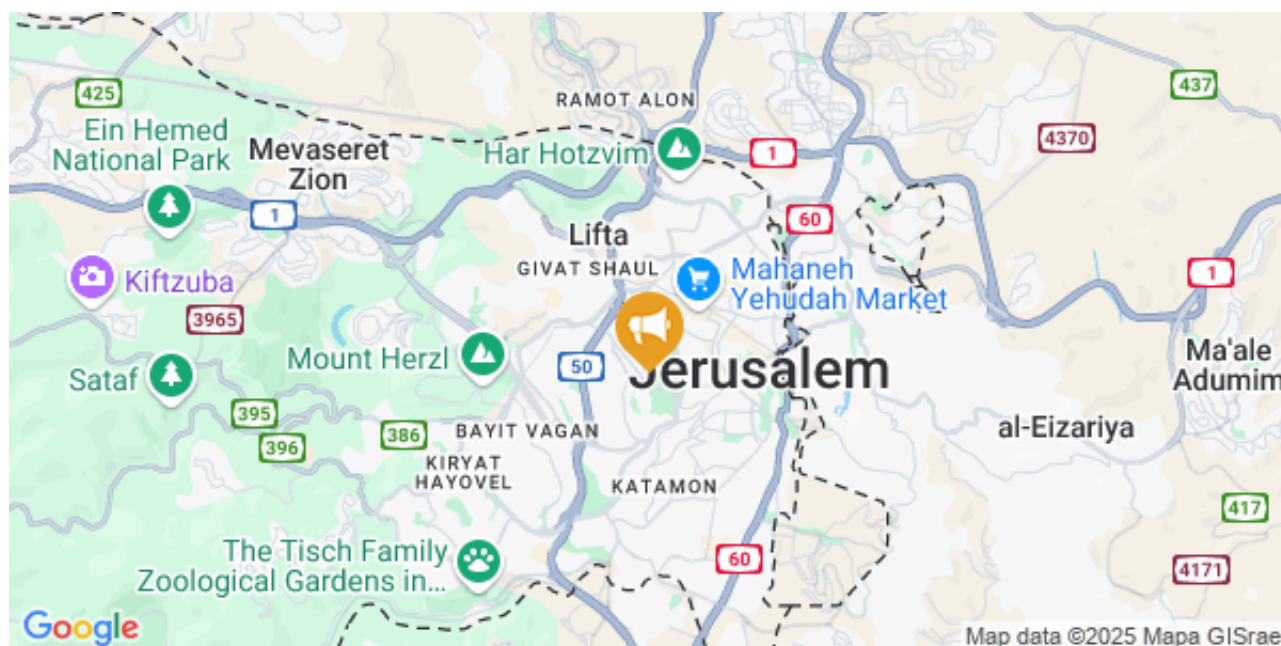 RAMOT ALON
425
437
Ein Hemed
National Park
Mevaseret
Zion
Har Hotzvim
1
4370
1
60
Lifta
GIVAT SHAUL
Kiftzuba
Mahaneh
Yehudah Market
1
3965
Mount Herzl
50
Jerusalem
Ma'ale
Adumim
Sataf
395
396
386
BAYIT VAGAN
al-Eizariya
KIRYAT
HAYOVEL
KATAMON
417
The Tisch Family
Zoological Gardens in...
60
4171
Google
Map data ©2025 Mapa GISrae